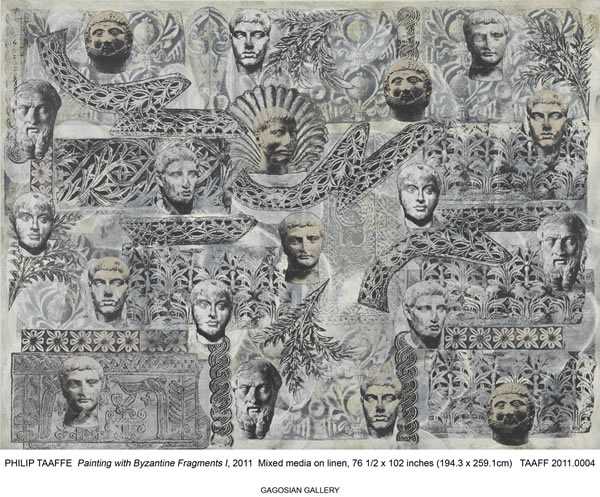 PHILIP TAAFFE Painting with Byzantine Fragments I, 2011 Mixed media on linen, 76 1/2 x 102 inches (194.3 x 259.1cm) TAAFF 2011.0004
GAGOSIAN GALLERY